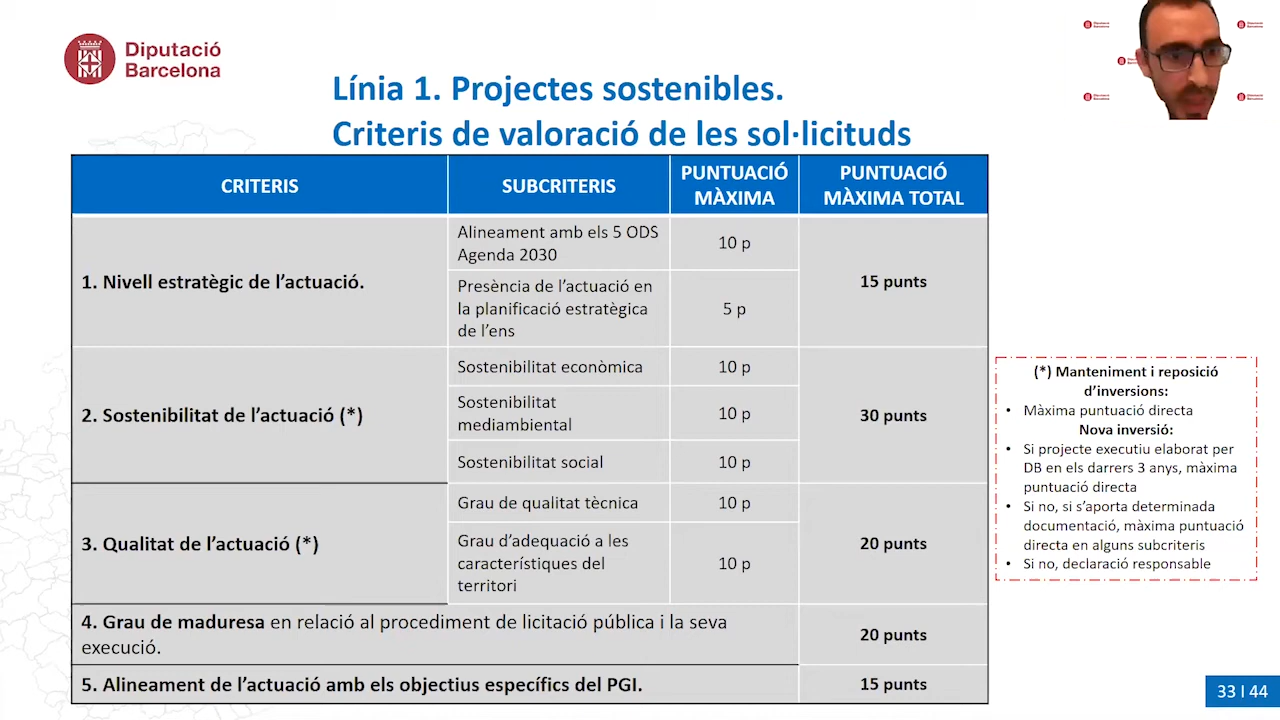 Diputació
Barcelona
Línia 1. Projectes sostenibles.
Criteris de valoració de les sol·licituds
CRITERIS
SUBCRITERIS
PUNTUACIÓ
MÀXIMA
PUNTUACIÓ
MÀXIMA TOTAL
1. Nivell estratègic de l’actuació.
Alineament amb els 5 ODS
Agenda 2030
10 p
Presència de l’actuació en
la planificació estratègica
de l’ens
5 p
15 punts
2. Sostenibilitat de l’actuació (*)
Sostenibilitat econòmica
10 p
Sostenibilitat
mediambiental
10 p
Sostenibilitat social
10 p
30 punts
3. Qualitat de l’actuació (*)
Grau de qualitat tècnica
10 p
Grau d’adequació a les
característiques del
territori
10 p
20 punts
4. Grau de maduresa en relació al procediment de licitació pública i la seva
execució.
20 punts
5. Alineament de l’actuació amb els objectius específics del PGI.
15 punts
(*) Manteniment i reposició
d’inversions:
• Màxima puntuació directa
Nova inversió:
• Si projecte executiu elaborat per
DB en els darrers 3 anys, màxima
puntuació directa
• Si no, si s’aporta determinada
documentació, màxima puntuació
directa en alguns subcriteris
• Si no, declaració responsable
33 I 44